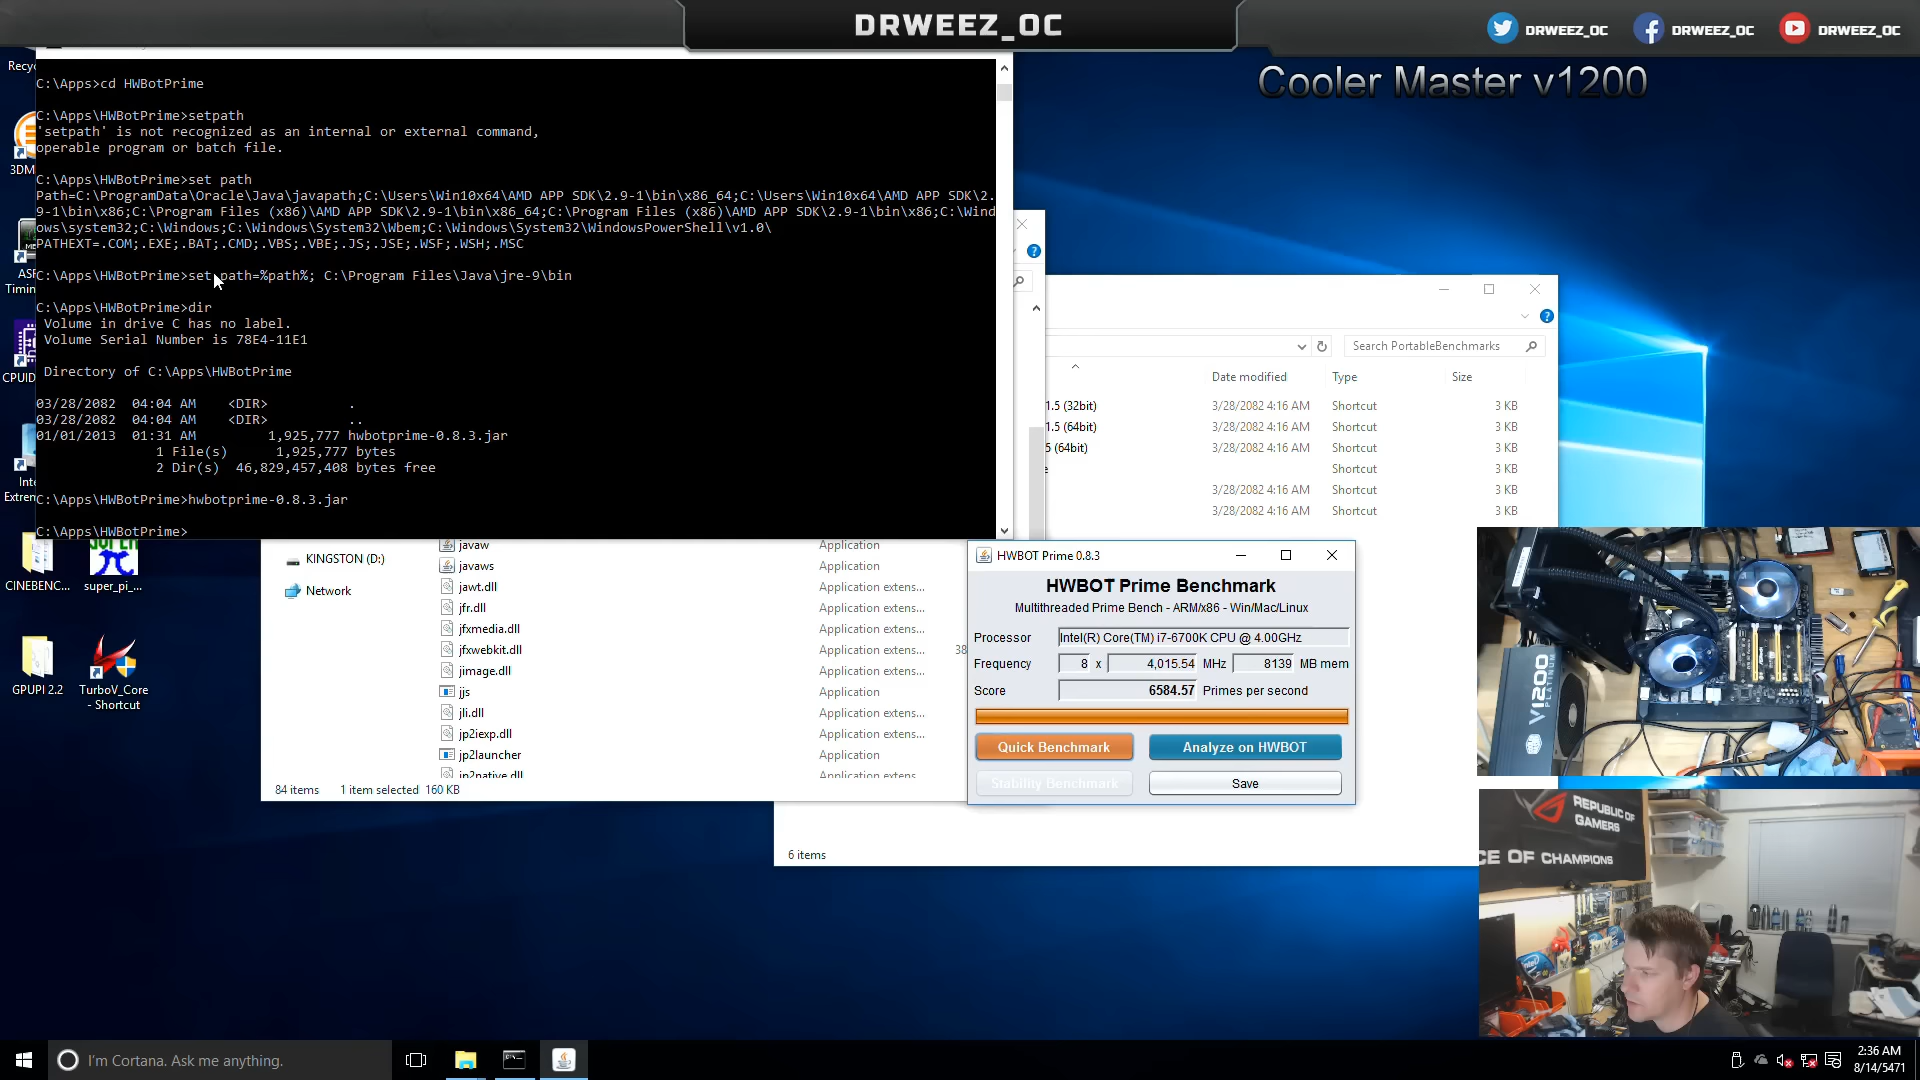 DRWEEZ_OC
DRWEEZ_OC
DRWEEZ_OC
DRWEEZ_OC
Cooler Master v1200
Recyc
3DM
Timin
CPUID
Inte
Extrem
CINEBENC...
super_pi_...
GPUPI 2.2
TurboV_Core
- Shortcut
C:\Apps>cd HWBotPrime
C:\Apps\HWBotPrime>setpath
'setpath' is not recognized as an internal or external command,
operable program or batch file.
C:\Apps\HWBotPrime>set path
Path=C:\ProgramData\Oracle\Java\javapath;C:\Users\Win10x64\AMD APP SDK\2.9-1\bin\x86_64;C:\Users\Win10x64\AMD APP SDK\2.
9-1\bin\x86;C:\Program Files (x86)\AMD APP SDK\2.9-1\bin\x86_64;C:\Program Files (x86)\AMD APP SDK\2.9-1\bin\x86;C:\Wind
ows\system32;C:\Windows;C:\Windows\System32\Wbem;C:\Windows\System32\WindowsPowerShell\v1.0\
PATHEXT=.COM;.EXE;.BAT;.CMD;.VBS;.VBE;.JS;.JSE;.WSF;.WSH;.MSC
C:\Apps\HWBotPrime>set path=%path%; C:\Program Files\Java\jre-9\bin
C:\Apps\HWBotPrime>dir
Volume in drive C has no label.
Volume Serial Number is 78E4-11E1
Directory of C:\Apps\HWBotPrime
03/28/2082  04:04 AM    <DIR>          .
03/28/2082  04:04 AM    <DIR>          ..
01/01/2013  01:31 AM         1,925,777 hwbotprime-0.8.3.jar
1 File(s)      1,925,777 bytes
2 Dir(s)  46,829,457,408 bytes free
C:\Apps\HWBotPrime>hwbotprime-0.8.3.jar
C:\Apps\HWBotPrime>
Search PortableBenchmarks
Date modified Type Size
1.5 (32bit) 3/28/2082 4:16 AM Shortcut 3 KB
1.5 (64bit) 3/28/2082 4:16 AM Shortcut 3 KB
5 (64bit) 3/28/2082 4:16 AM Shortcut 3 KB
e 3/28/2082 4:16 AM Shortcut 3 KB
3/28/2082 4:16 AM Shortcut 3 KB
3/28/2082 4:16 AM Shortcut 3 KB
6 items
KINGSTON (D:)
Network
javaw Application
javaws Application
jawt.dll Application extens...
jfr.dll Application extens...
jfxmedia.dll Application extens...
jfxwebkit.dll Application extens... 38
jimage.dll Application extens...
jjs Application
jli.dll Application extens...
jp2iexp.dll Application extens...
jp2launcher Application
jp2native.dll Application extens...
84 items 1 item selected 160 KB
HWBOT Prime 0.8.3
HWBOT Prime Benchmark
Multithreaded Prime Bench - ARM/x86 - Win/Mac/Linux
Processor Intel(R) Core(TM) i7-6700K CPU @ 4.00GHz
Frequency 8 x 4,015.54 MHz 8139 MB mem
Score 6584.57 Primes per second
Quick Benchmark Analyze on HWBOT
Stability Benchmark Save
V1200
PLATINUM
REPUBLIC OF
GAMERS
CE OF CHAMPIONS
I'm Cortana. Ask me anything.
2:36 AM
8/14/5471